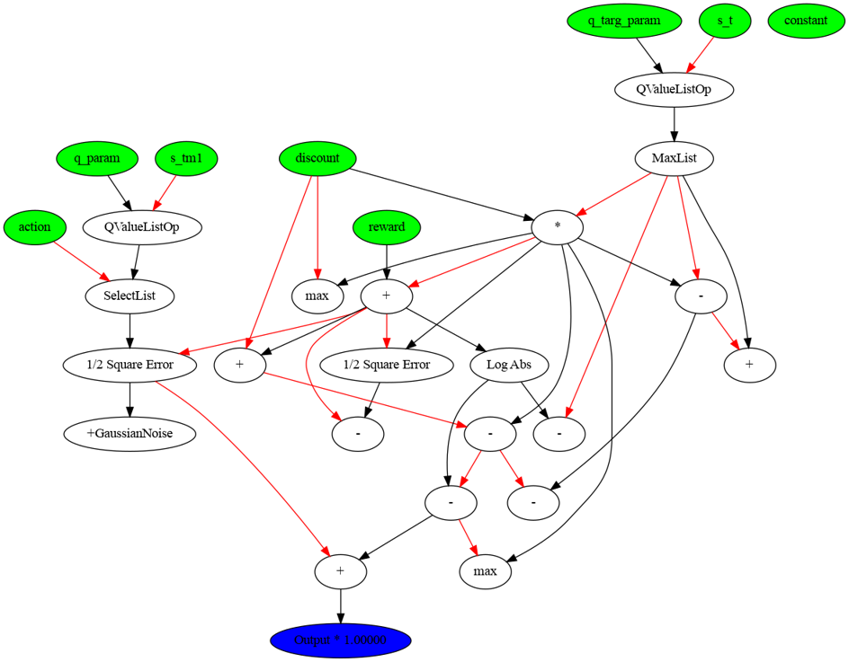 q_targ_param
s_t
constant
QValueListOp
q_param
s_tm1
discount
MaxList
action
QValueListOp
reward
*
SelectList
max
+
-
1/2 Square Error
+
1/2 Square Error
Log Abs
+
+GaussianNoise
-
-
-
-
-
+
max
Output * 1.00000